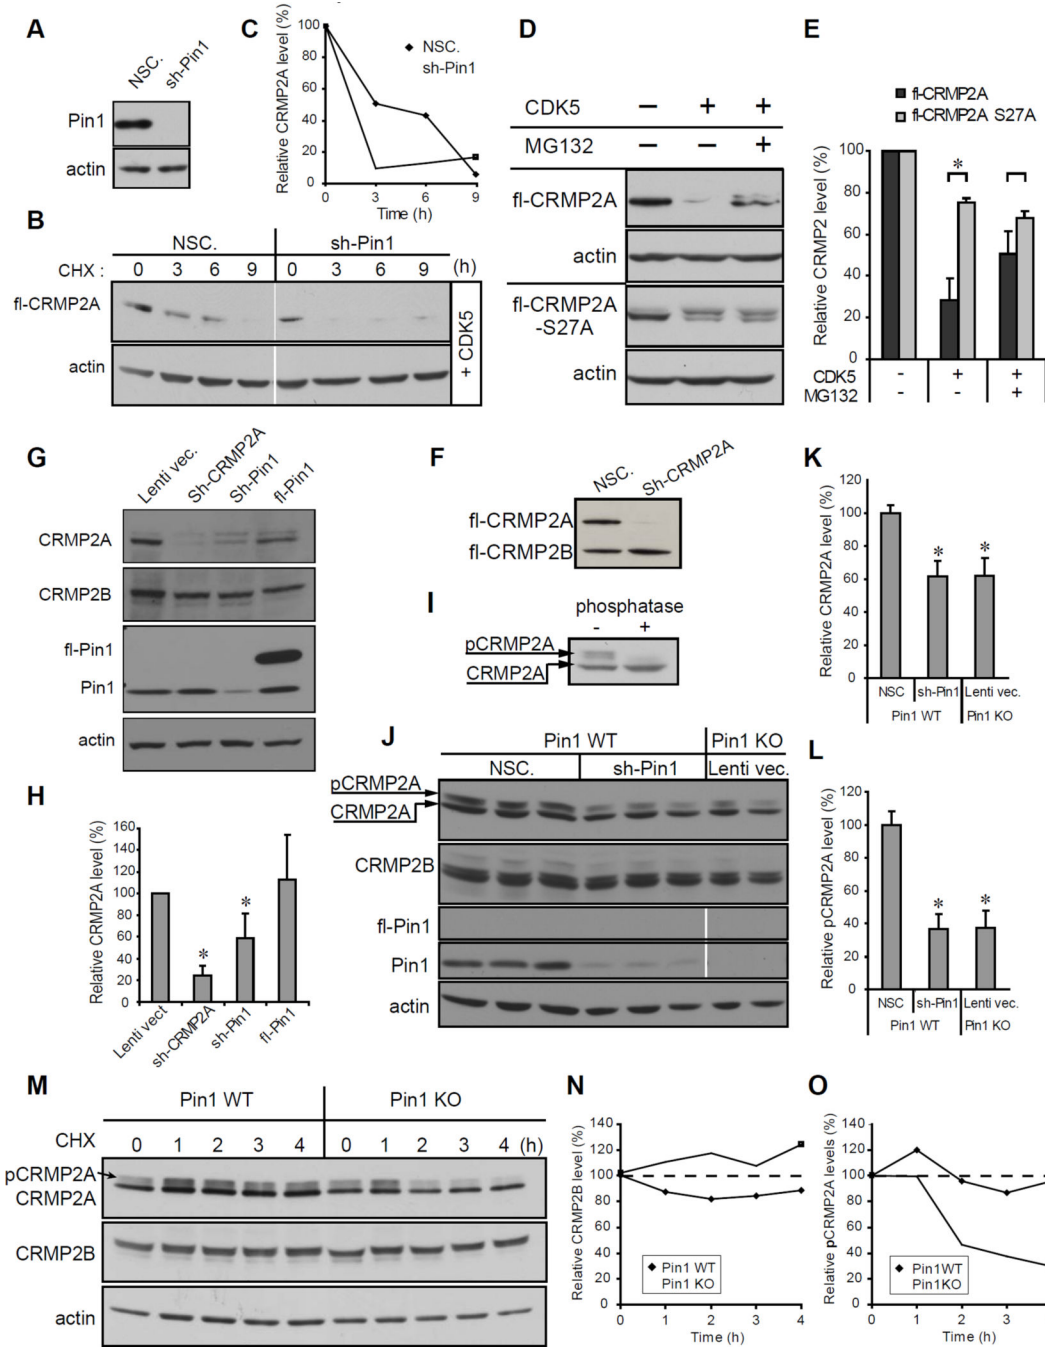 A
NSC.
sh-Pin1
Pin1
actin
B
NSC.
sh-Pin1
CHX :
0 3 6 9 0 3 6 9 (h)
fl-CRMP2A
actin
+ CDK5
C
Relative CRMP2A level (%)
100
80
60
40
20
0
0 3 6 9
Time (h)
NSC.
sh-Pin1
D
CDK5 − + +
MG132 − − +
fl-CRMP2A
actin
fl-CRMP2A
-S27A
actin
E
fl-CRMP2A
fl-CRMP2A S27A
Relative CRMP2 level (%)
100
80
60
40
20
0
*
CDK5 - + +
MG132 - - +
G
Lenti vec.
Sh-CRMP2A
Sh-Pin1
fl-Pin1
CRMP2A
CRMP2B
fl-Pin1
Pin1
actin
F
NSC.
Sh-CRMP2A
fl-CRMP2A
fl-CRMP2B
I
phosphatase
- +
pCRMP2A
CRMP2A
K
Relative CRMP2A level (%)
120
100
80
60
40
20
0
* *
NSC sh-Pin1 Lenti vec.
Pin1 WT Pin1 KO
H
Relative CRMP2A level (%)
160
140
120
100
80
60
40
20
0
* *
Lenti vect
sh-CRMP2A
sh-Pin1
fl-Pin1
J
Pin1 WT Pin1 KO
NSC. sh-Pin1 Lenti vec.
pCRMP2A
CRMP2A
CRMP2B
fl-Pin1
Pin1
actin
L
Relative pCRMP2A level (%)
120
100
80
60
40
20
0
* *
NSC sh-Pin1 Lenti vec.
Pin1 WT Pin1 KO
M
Pin1 WT Pin1 KO
CHX 0 1 2 3 4 0 1 2 3 4 (h)
pCRMP2A
CRMP2A
CRMP2B
actin
N
Relative CRMP2B level (%)
140
120
100
80
60
40
20
0
0 1 2 3 4
Time (h)
Pin1 WT
Pin1 KO
O
Relative pCRMP2A levels (%)
140
120
100
80
60
40
20
0
0 1 2 3
Time (h)
Pin1WT
Pin1KO